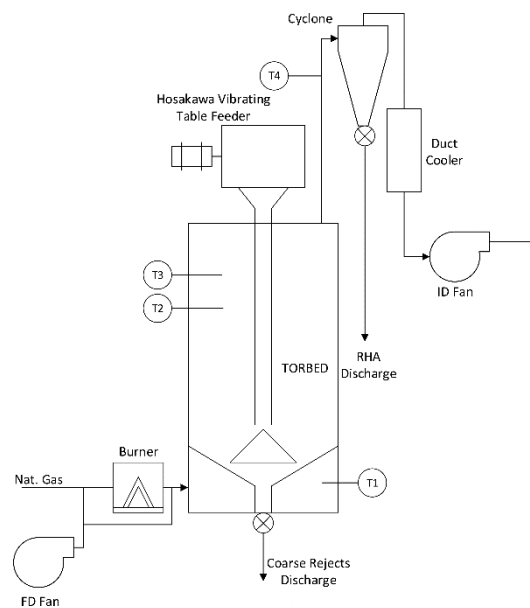 Cyclone
T4
Hosakawa Vibrating
Table Feeder
Duct
Cooler
T3
T2
ID Fan
TORBED
RHA
Discharge
Burner
Nat. Gas
T1
Coarse Rejects
Discharge
FD Fan